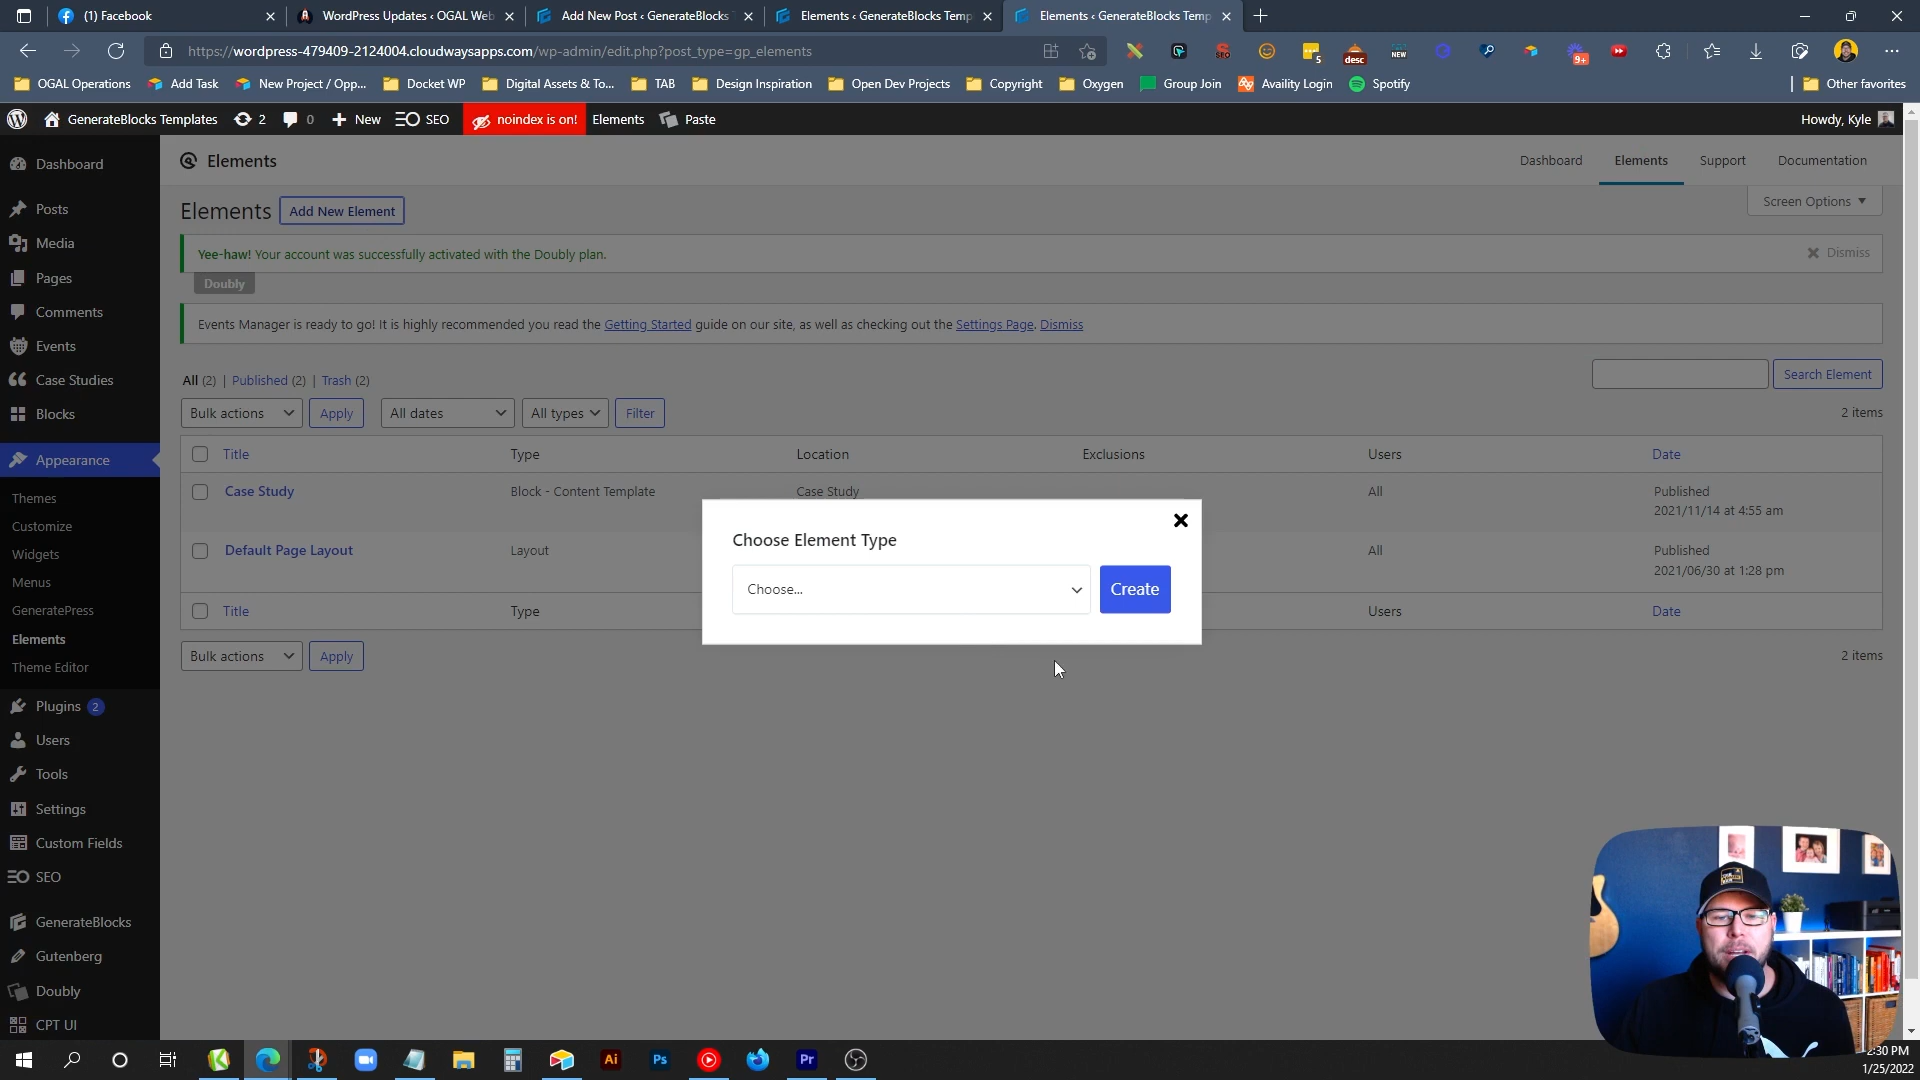 (1) Facebook
WordPress Updates ‹ OGAL Web
Add New Post ‹ GenerateBlocks
Elements ‹ GenerateBlocks Temp
Elements ‹ GenerateBlocks Temp
https://wordpress-479409-2124004.cloudwaysapps.com/wp-admin/edit.php?post_type=gp_elements
SEO
5
desc
NEW
9+
OGAL Operations
Add Task
New Project / Opp...
Docket WP
Digital Assets & To...
TAB
Design Inspiration
Open Dev Projects
Copyright
Oxygen
Group Join
Availity Login
Spotify
Other favorites
GenerateBlocks Templates
2
0
New
SEO
noindex is on!
Elements
Paste
Howdy, Kyle
Dashboard
Posts
Media
Pages
Comments
Events
Case Studies
Blocks
Appearance
Themes
Customize
Widgets
Menus
GeneratePress
Elements
Theme Editor
Plugins 2
Users
Tools
Settings
Custom Fields
SEO
GenerateBlocks
Gutenberg
Doubly
CPT UI
Elements
Dashboard
Elements
Support
Documentation
Elements
Add New Element
Screen Options
Yee-haw! Your account was successfully activated with the Doubly plan.
Dismiss
Doubly
Events Manager is ready to go! It is highly recommended you read the Getting Started guide on our site, as well as checking out the Settings Page. Dismiss
All (2) | Published (2) | Trash (2)
Search Element
Bulk actions
Apply
All dates
All types
Filter
2 items
Title
Type
Location
Exclusions
Users
Date
Case Study
Block - Content Template
Case Study
All
Published
2021/11/14 at 4:55 am
Default Page Layout
Layout
All
Published
2021/06/30 at 1:28 pm
Title
Type
Users
Date
Bulk actions
Apply
2 items
Choose Element Type
Choose...
Create
Ai
Ps
Pr
2:30 PM
1/25/2022